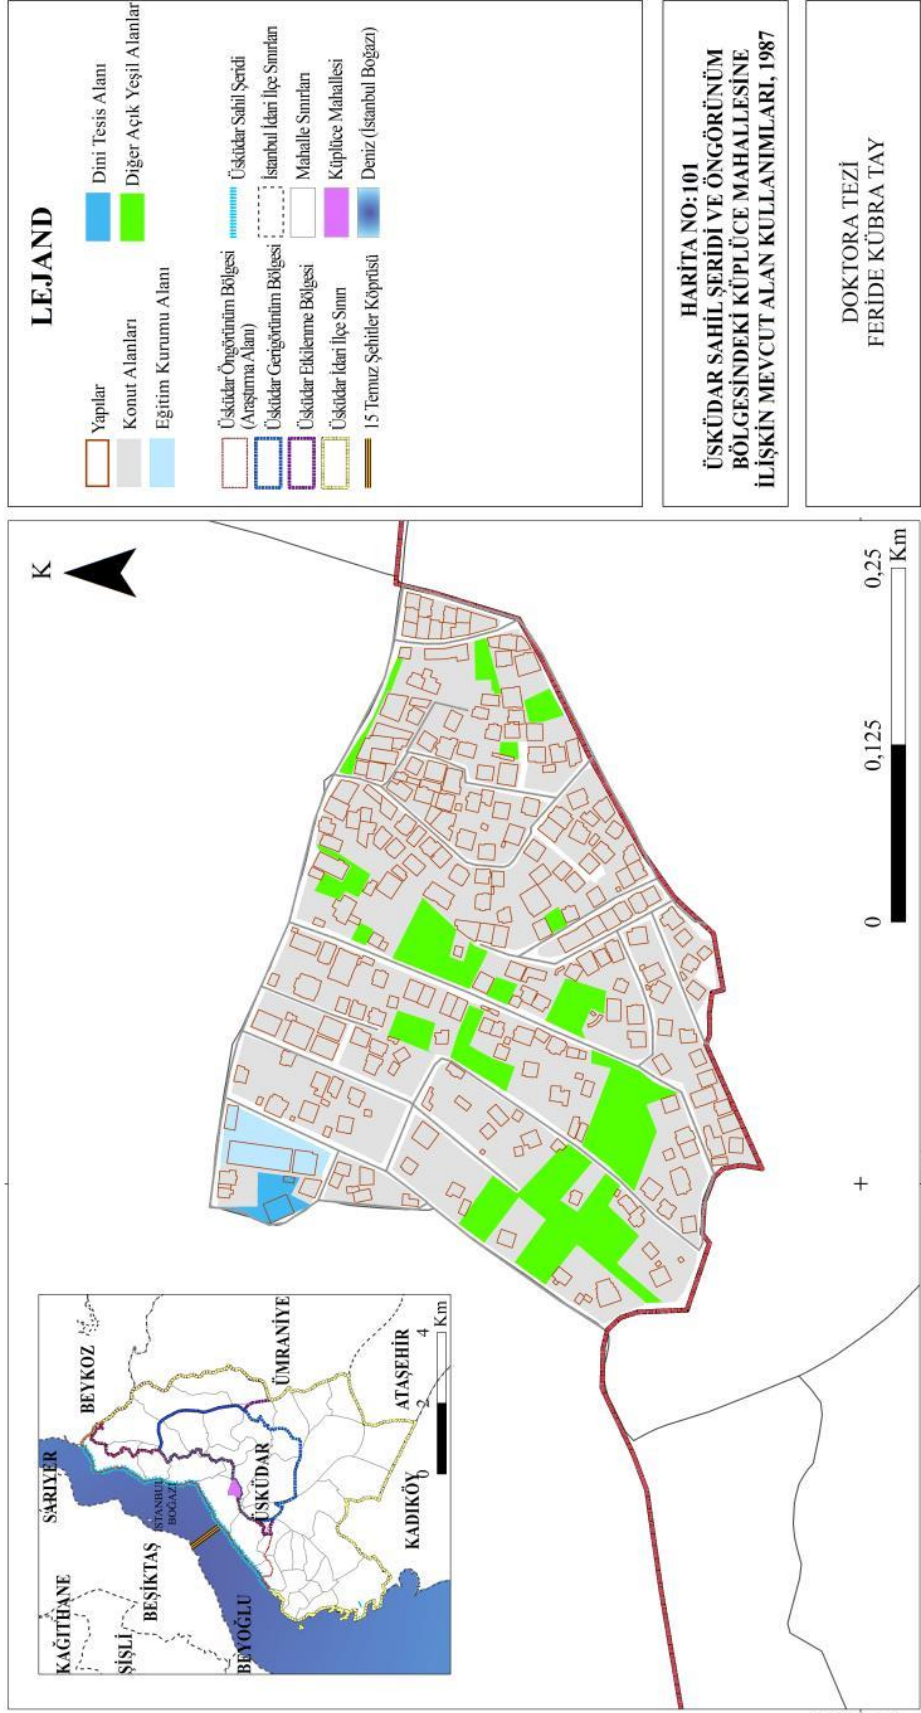 KAĞITHANE
ŞİŞLİ
BEŞİKTAŞ
BEYOĞLU
SARIYER
İSTANBUL
BOĞAZI
BEYKOZ
ÜSKÜDAR
ÜMRANİYE
KADIKÖY
ATAŞEHİR
0 2 4 Km
K
0 0,125 0,25
Km
LEJAND
Yapılar
Konut Alanları
Eğitim Kurumu Alanı
Dini Tesis Alanı
Diğer Açık Yeşil Alanlar
Üsküdar Öngörünüm Bölgesi
(Araştırma Alanı)
Üsküdar Gerigörünüm Bölgesi
Üsküdar Etkilenme Bölgesi
Üsküdar İdari İlçe Sınırı
15 Temuz Şehitler Köprüsü
Üsküdar Sahil Şeridi
İstanbul İdari İlçe Sınırları
Mahalle Sınırları
Küplüce Mahallesi
Deniz (İstanbul Boğazı)
HARİTA NO:101
ÜSKÜDAR SAHİL ŞERİDİ VE ÖNGÖRÜNÜM
BÖLGESİNDEKİ KÜPLÜCE MAHALLESİNE
İLİŞKİN MEVCUT ALAN KULLANIMLARI, 1987
DOKTORA TEZİ
FERİDE KÜBRA TAY